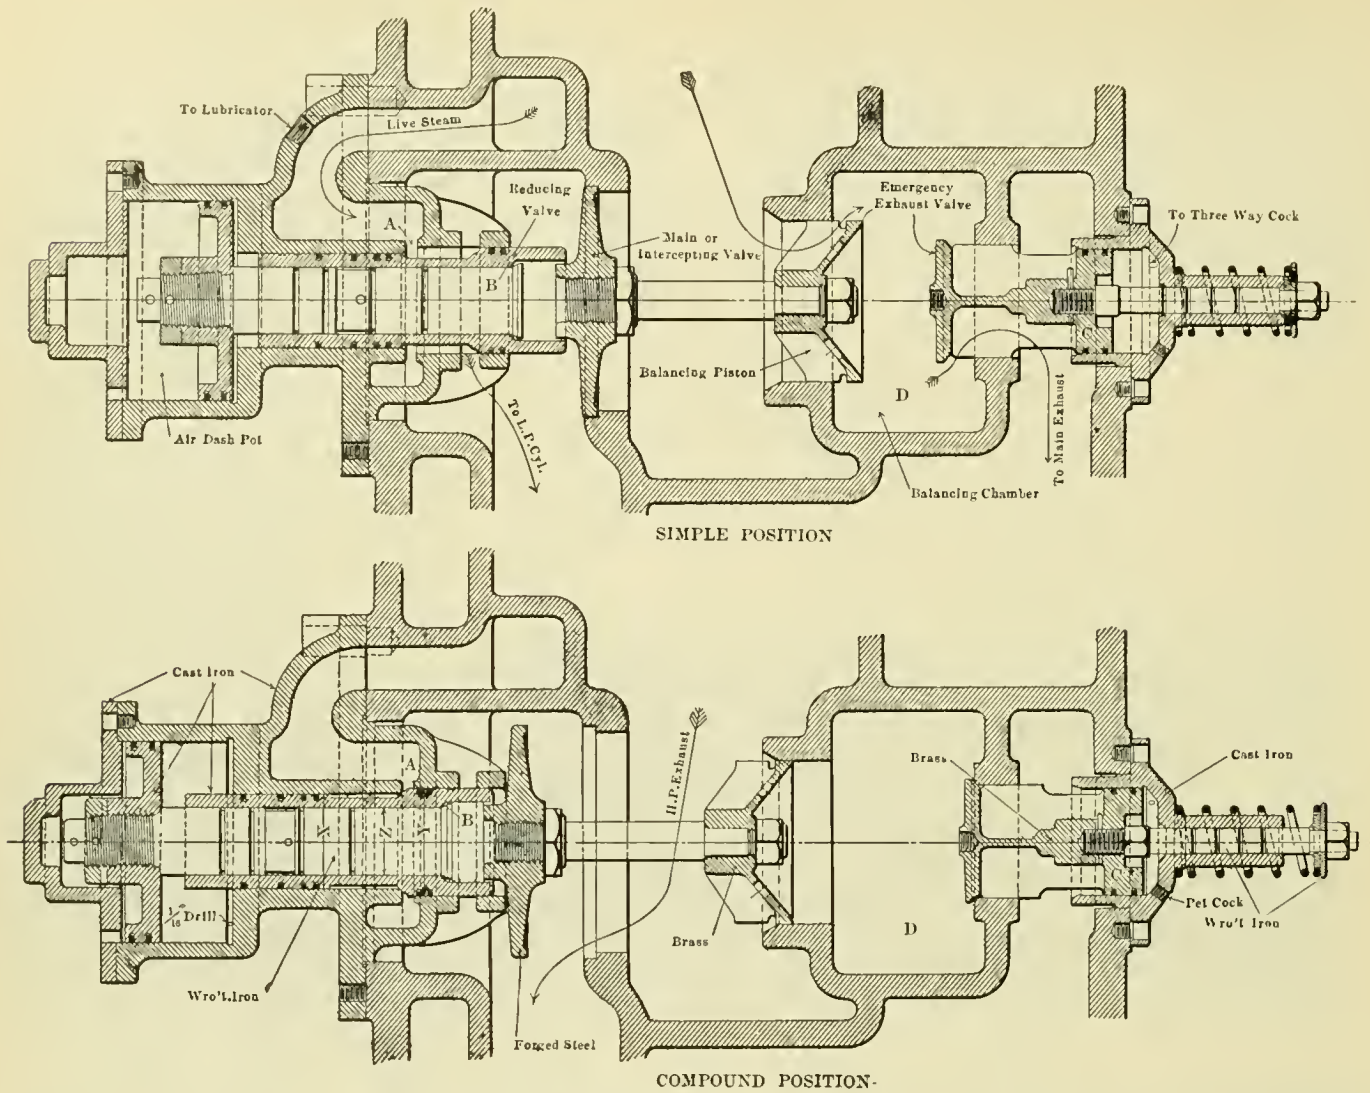 To Lubricator
Live Steam
Reducing
Valve
A
B
Main or
Intercepting Valve
Emergency
Exhaust Valve
To Three Way Cock
C
Balancing Piston
D
Air Dash Pot
To L.P.Cyl.
To Main Exhaust
Balancing Chamber
SIMPLE POSITION
Cast Iron
H.P.Exhaust
A
B
X
Z
Y
Brass
Cast Iron
C
1/16" Drill
Pet Cock
Wro't Iron
Brass
D
Wro't.Iron
Forged Steel
COMPOUND POSITION-